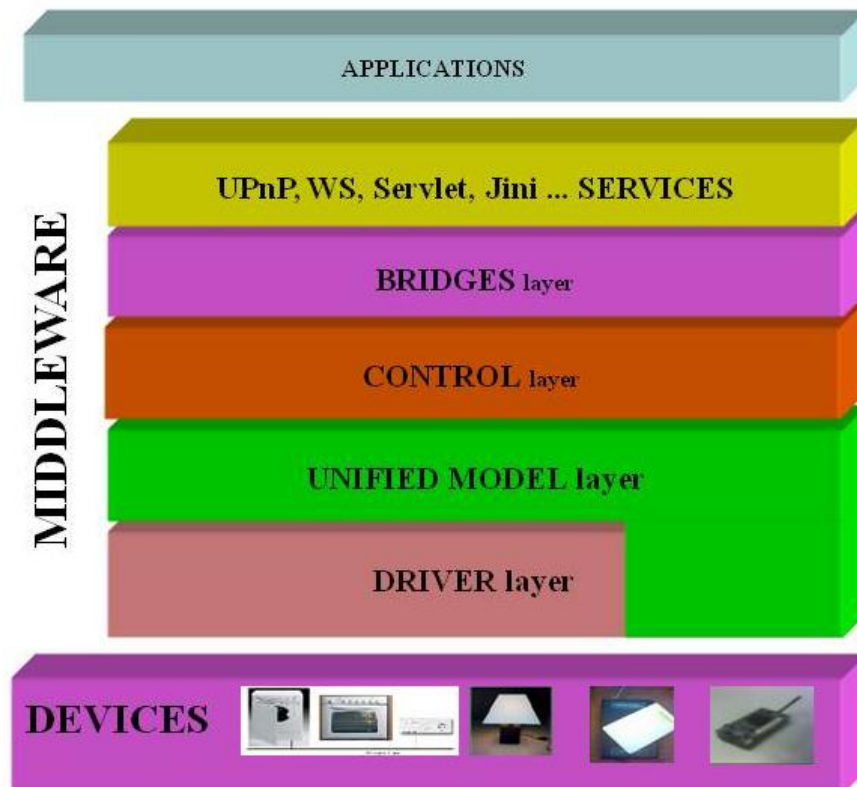 APPLICATIONS
UPnP, WS, Servlet, Jini ... SERVICES
BRIDGES layer
CONTROL layer
UNIFIED MODEL layer
DRIVER layer
DEVICES
MIDDLEWARE